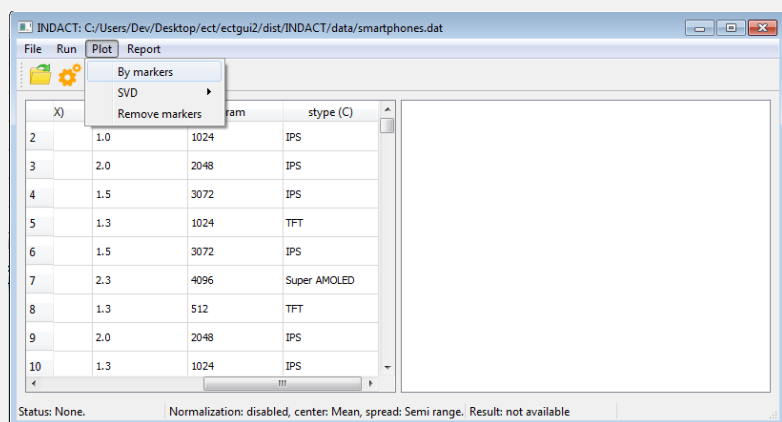 INDACT: C:/Users/Dev/Desktop/ect/ectgui2/dist/INDACT/data/smartphones.dat
File Run Plot Report
By markers
SVD
Remove markers
X) ram stype (C)
2 1.0 1024 IPS
3 2.0 2048 IPS
4 1.5 3072 IPS
5 1.3 1024 TFT
6 1.5 3072 IPS
7 2.3 4096 Super AMOLED
8 1.3 512 TFT
9 2.0 2048 IPS
10 1.3 1024 IPS
Status: None. Normalization: disabled, center: Mean, spread: Semi range. Result: not available